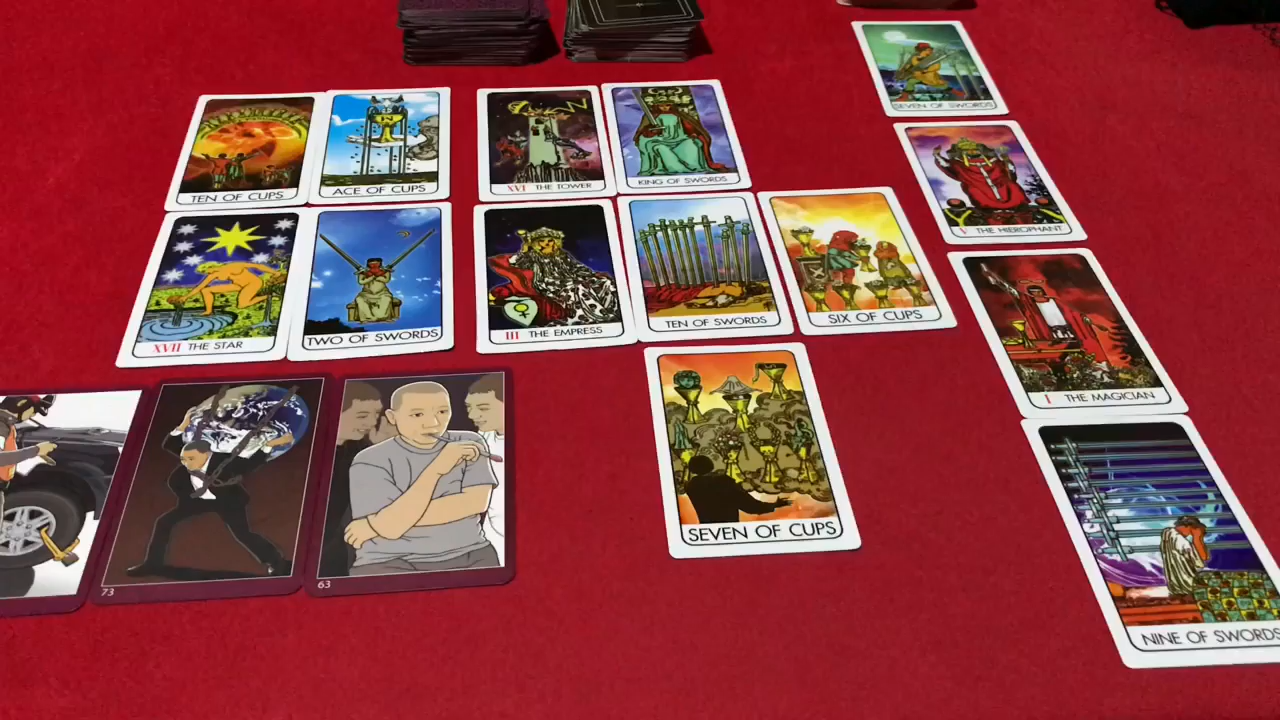 SEVEN OF SWORDS
TEN OF CUPS
ACE OF CUPS
XVI THE TOWER
KING OF SWORDS
V THE HIEROPHANT
XVII THE STAR
TWO OF SWORDS
III THE EMPRESS
TEN OF SWORDS
SIX OF CUPS
I THE MAGICIAN
SEVEN OF CUPS
NINE OF SWORDS
73
63